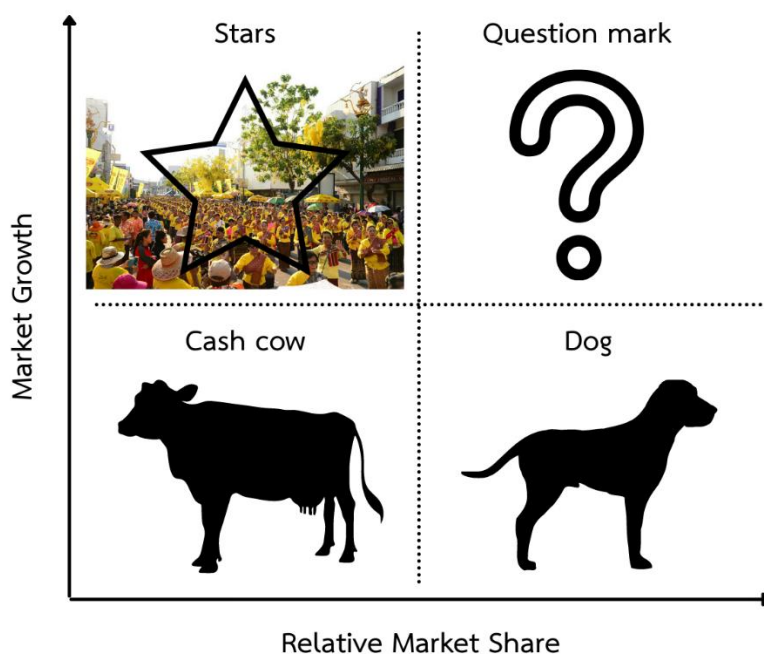 Stars
Question mark
Cash cow
Dog
Market Growth
Relative Market Share